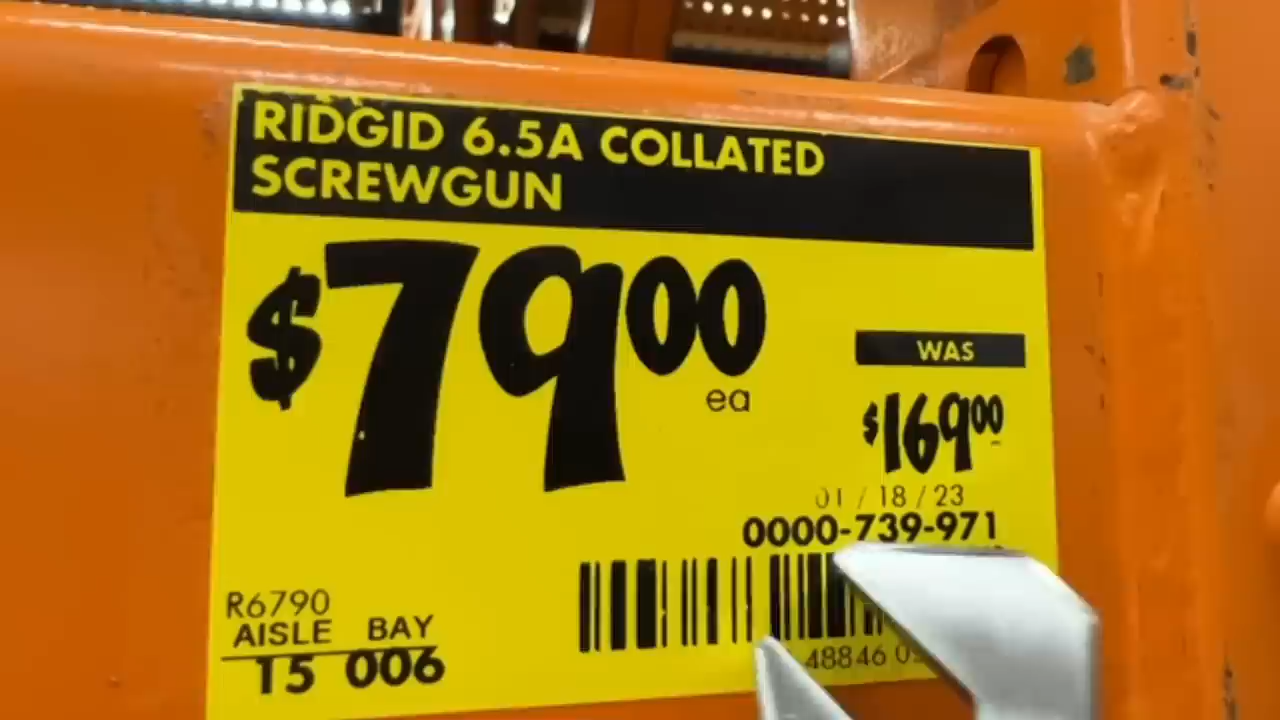 RIDGID 6.5A COLLATED
SCREWGUN
$79.00
ea
WAS
$169.00
01 / 18 / 23
0000-739-971
R6790
AISLE BAY
15 006
48846